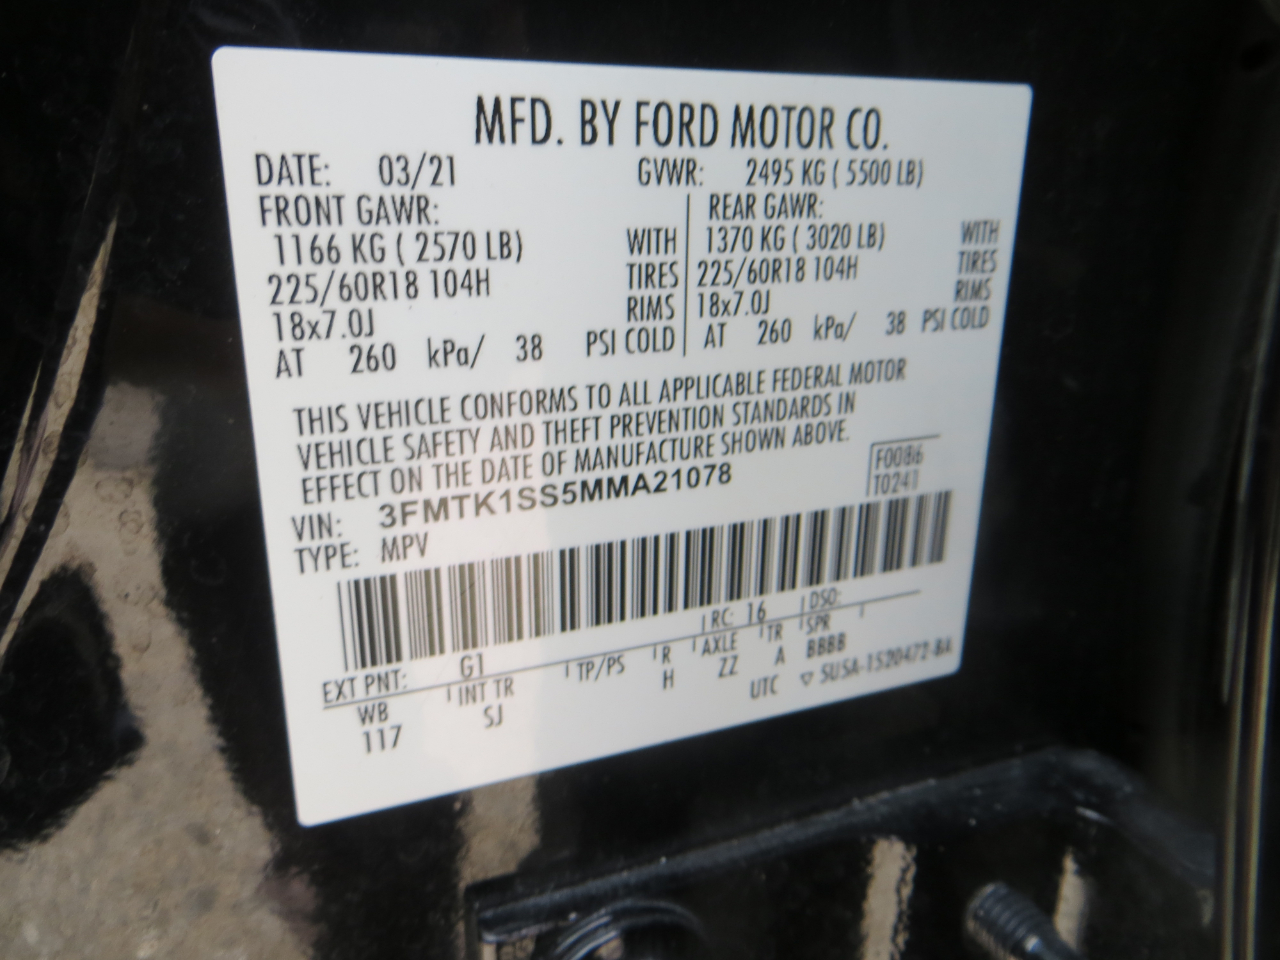 MFD. BY FORD MOTOR CO.
DATE: 03/21 GVWR: 2495 KG ( 5500 LB)
FRONT GAWR: REAR GAWR:
1166 KG ( 2570 LB) WITH 1370 KG ( 3020 LB) WITH
225/60R18 104H TIRES 225/60R18 104H TIRES
18x7.0J RIMS 18x7.0J RIMS
AT 260 kPa/ 38 PSI COLD AT 260 kPa/ 38 PSI COLD
THIS VEHICLE CONFORMS TO ALL APPLICABLE FEDERAL MOTOR
VEHICLE SAFETY AND THEFT PREVENTION STANDARDS IN
EFFECT ON THE DATE OF MANUFACTURE SHOWN ABOVE.
F0086
VIN: 3FMTK1SS5MMA21078 T0241
TYPE: MPV
EXT PNT: G1 RC: 16 DSO:
WB INT TR TP/PS R AXLE TR SPR
117 SJ H ZZ A BBBB
UTC ▽ 5U5A-1520472-BA